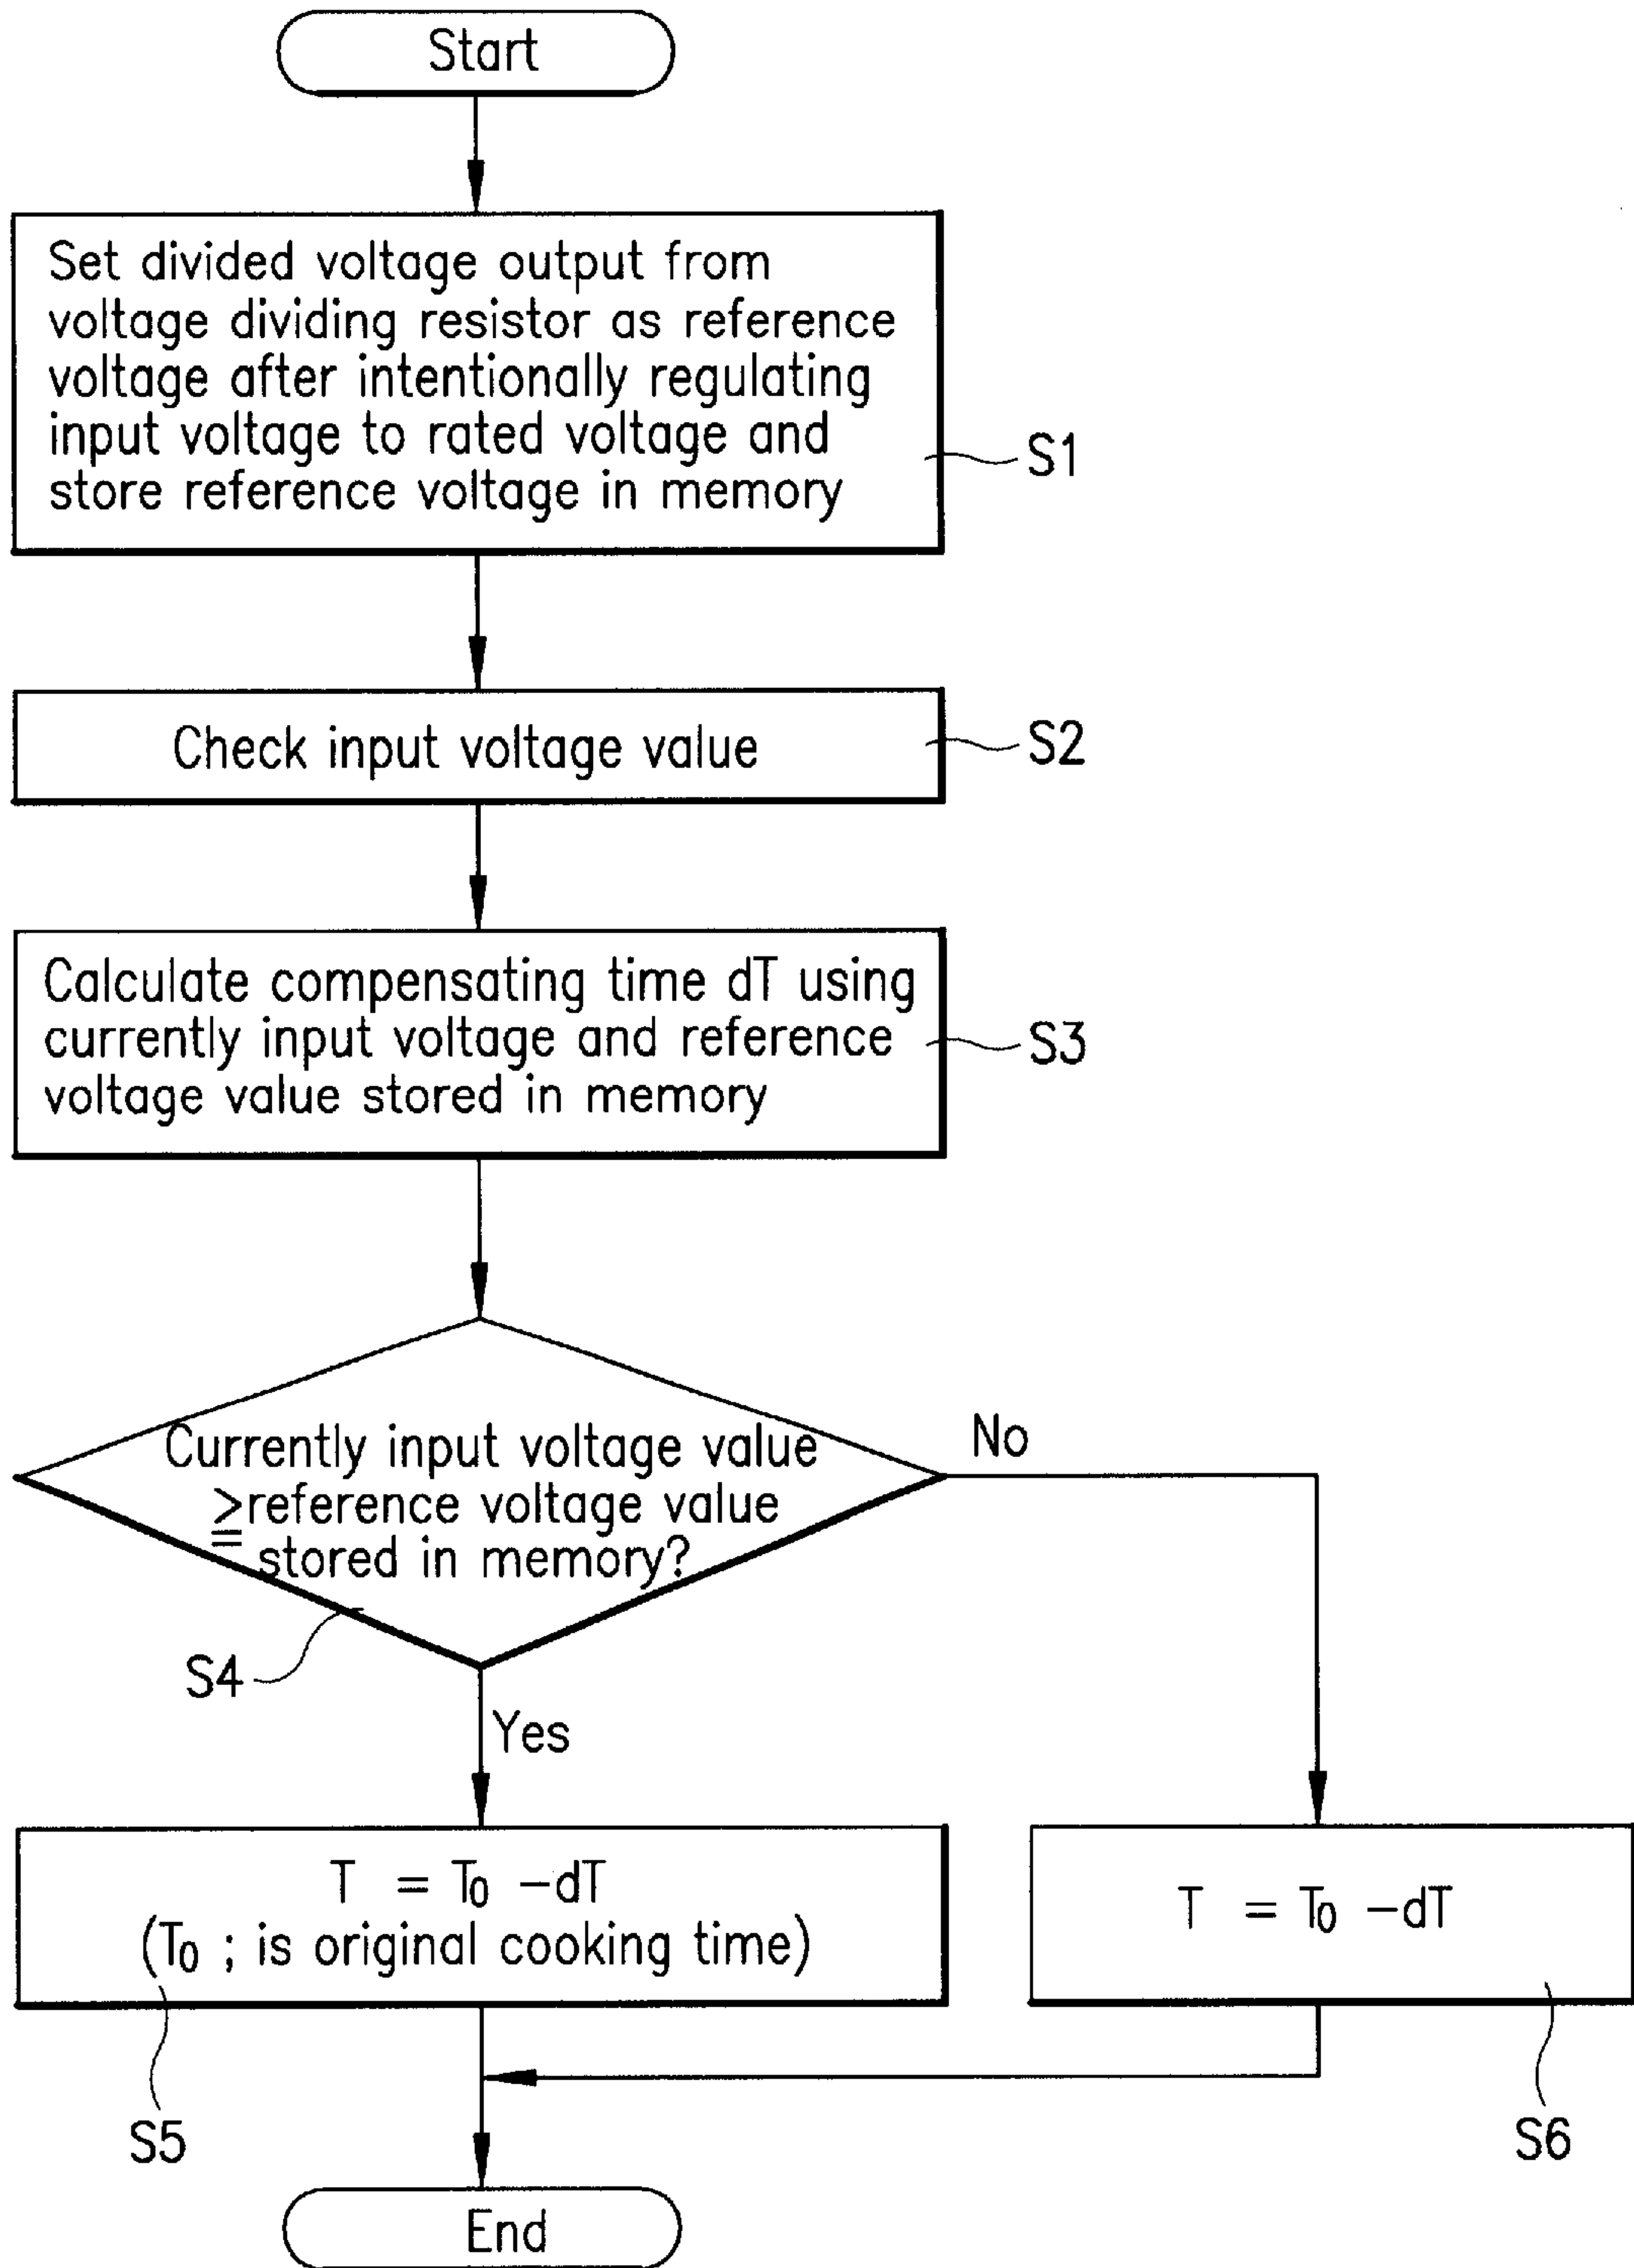 Start
Set divided voltage output from
voltage dividing resistor as reference
voltage after intentionally regulating
input voltage to rated voltage and
store reference voltage in memory
S1
Check input voltage value
S2
Calculate compensating time dT using
currently input voltage and reference
voltage value stored in memory
S3
Currently input voltage value
≧reference voltage value
stored in memory?
No
S4
Yes
T = T₀ -dT
(T₀ ; is original cooking time)
T = T₀ -dT
S5
S6
End